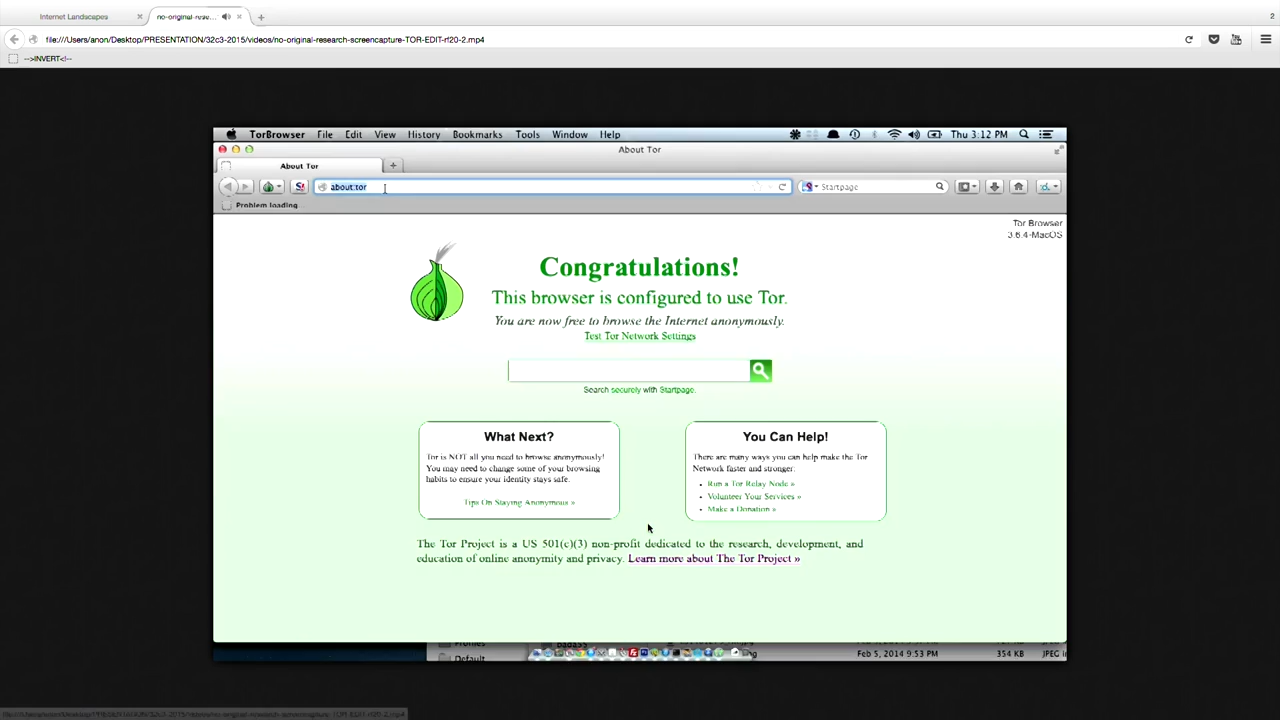 Internet Landscapes
no-original-rese...
2
file:///Users/anon/Desktop/PRESENTATION/32c3-2015/videos/no-original-research-screencapture-TOR-EDIT-rf20-2.mp4
-->INVERT<!--
TorBrowser File Edit View History Bookmarks Tools Window Help
Thu 3:12 PM
About Tor
About Tor
about:tor
Startpage
Problem loading
Tor Browser
3.6.4-MacOS
Congratulations!
This browser is configured to use Tor.
You are now free to browse the Internet anonymously.
Test Tor Network Settings
Search securely with Startpage.
What Next?
Tor is NOT all you need to browse anonymously!
You may need to change some of your browsing
habits to ensure your identity stays safe.
Tips On Staying Anonymous »
You Can Help!
There are many ways you can help make the Tor
Network faster and stronger:
Run a Tor Relay Node »
Volunteer Your Services »
Make a Donation »
The Tor Project is a US 501(c)(3) non-profit dedicated to the research, development, and
education of online anonymity and privacy. Learn more about The Tor Project »
Feb 5, 2014 9:53 PM
354 KB
Default